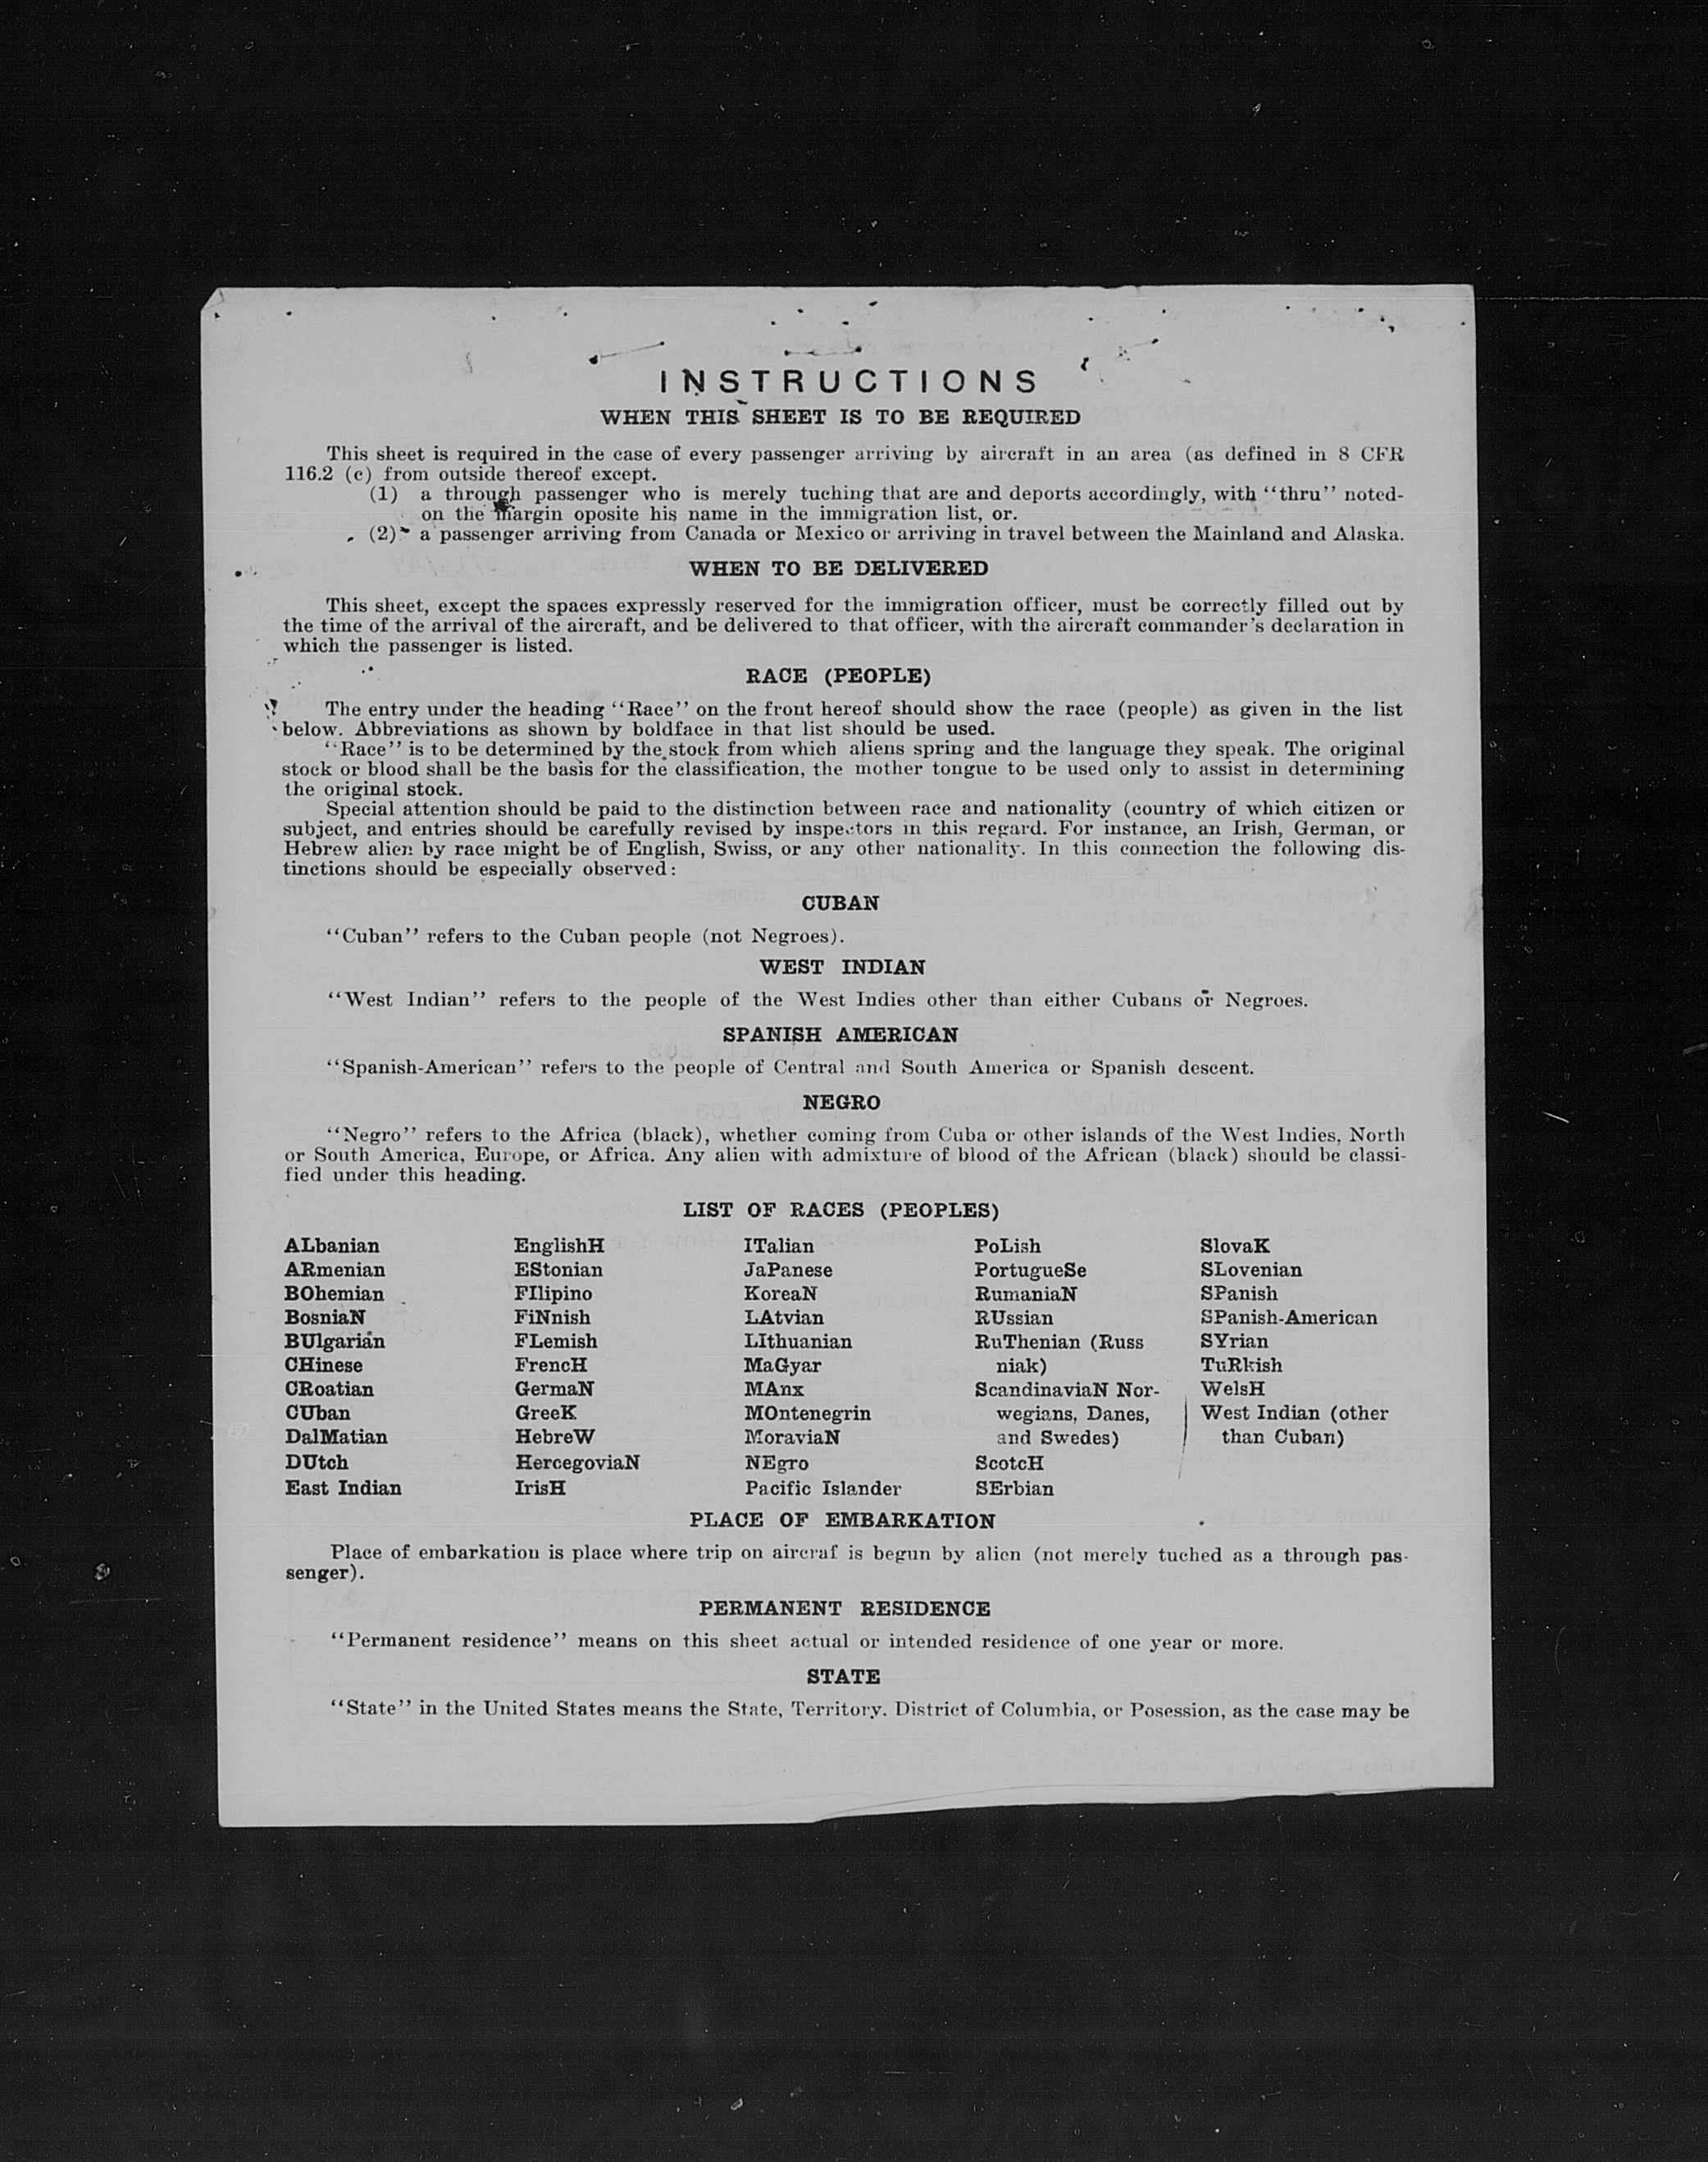 INSTRUCTIONS
WHEN THIS SHEET IS TO BE REQUIRED
This sheet is required in the case of every passenger arriving by aircraft in an area (as defined in 8 CFR
116.2 (c) from outside thereof except.
(1) a through passenger who is merely tuching that are and deports accordingly, with "thru" noted-
on the margin oposite his name in the immigration list, or.
(2) a passenger arriving from Canada or Mexico or arriving in travel between the Mainland and Alaska.
WHEN TO BE DELIVERED
This sheet, except the spaces expressly reserved for the immigration officer, must be correctly filled out by
the time of the arrival of the aircraft, and be delivered to that officer, with the aircraft commander's declaration in
which the passenger is listed.
RACE (PEOPLE)
The entry under the heading "Race" on the front hereof should show the race (people) as given in the list
below. Abbreviations as shown by boldface in that list should be used.
"Race" is to be determined by the stock from which aliens spring and the language they speak. The original
stock or blood shall be the basis for the classification, the mother tongue to be used only to assist in determining
the original stock.
Special attention should be paid to the distinction between race and nationality (country of which citizen or
subject, and entries should be carefully revised by inspectors in this regard. For instance, an Irish, German, or
Hebrew alien by race might be of English, Swiss, or any other nationality. In this connection the following dis-
tinctions should be especially observed:
CUBAN
"Cuban" refers to the Cuban people (not Negroes).
WEST INDIAN
"West Indian" refers to the people of the West Indies other than either Cubans or Negroes.
SPANISH AMERICAN
"Spanish-American" refers to the people of Central and South America or Spanish descent.
NEGRO
"Negro" refers to the Africa (black), whether coming from Cuba or other islands of the West Indies, North
or South America, Europe, or Africa. Any alien with admixture of blood of the African (black) should be classi-
fied under this heading.
LIST OF RACES (PEOPLES)
ALbanian
ARmenian
BOhemian
BosniaN
BUlgarian
CHinese
CRoatian
CUban
DalMatian
DUtch
East Indian
EnglisH
EStonian
FIlipino
FiNnish
FLemish
FrencH
GermaN
GreeK
HebreW
HercegoviaN
IrisH
ITalian
JaPanese
KoreaN
LAtvian
LIthuanian
MaGyar
MAnx
MOntenegrin
MoraviaN
NEgro
Pacific Islander
PoLish
PortugueSe
RumaniaN
RUssian
RuThenian (Russ
niak)
ScandinaviaN Nor-
wegians, Danes,
and Swedes)
ScotcH
SErbian
SlovaK
SLovenian
SPanish
SPanish-American
SYrian
TuRkish
WelsH
West Indian (other
than Cuban)
PLACE OF EMBARKATION
Place of embarkation is place where trip on aircraf is begun by alien (not merely tuched as a through pas-
senger).
PERMANENT RESIDENCE
"Permanent residence" means on this sheet actual or intended residence of one year or more.
STATE
"State" in the United States means the State, Territory. District of Columbia, or Posession, as the case may be